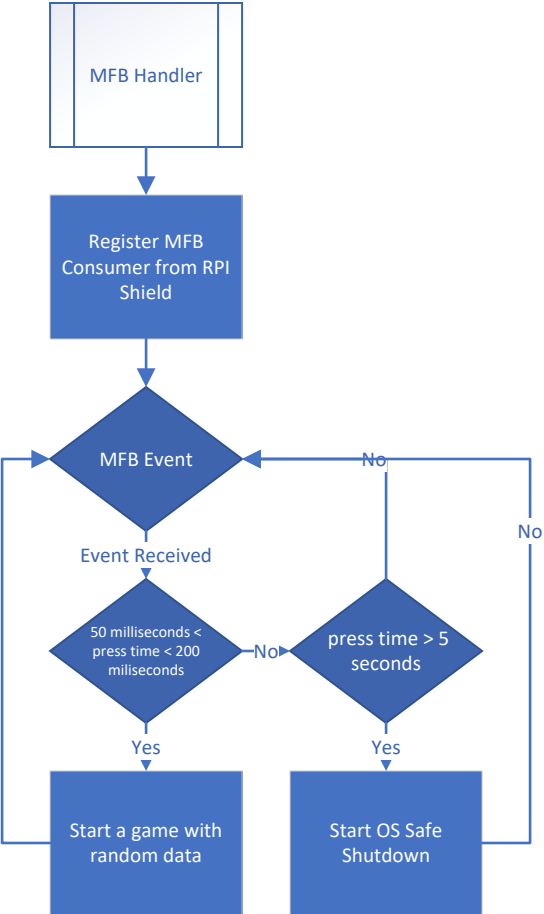 MFB Handler
Register MFB
Consumer from RPI
Shield
MFB Event
No
No
Event Received
50 milliseconds <
press time < 200
miliseconds
No
press time > 5
seconds
Yes
Yes
Start a game with
random data
Start OS Safe
Shutdown